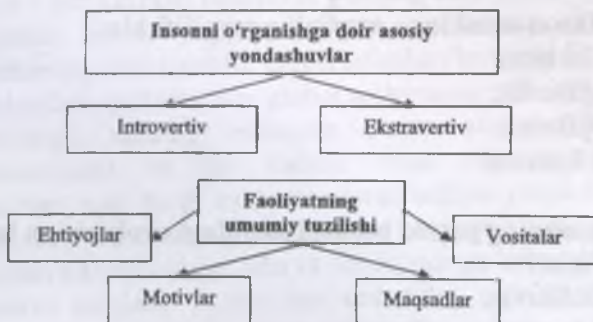 Insonni o'rganishga doir asosiy
yondashuvlar
Introvertiv
Ekstravertiv
Faoliyatning
umumiy tuzilishi
Ehtiyojlar
Vositalar
Motivlar
Maqsadlar